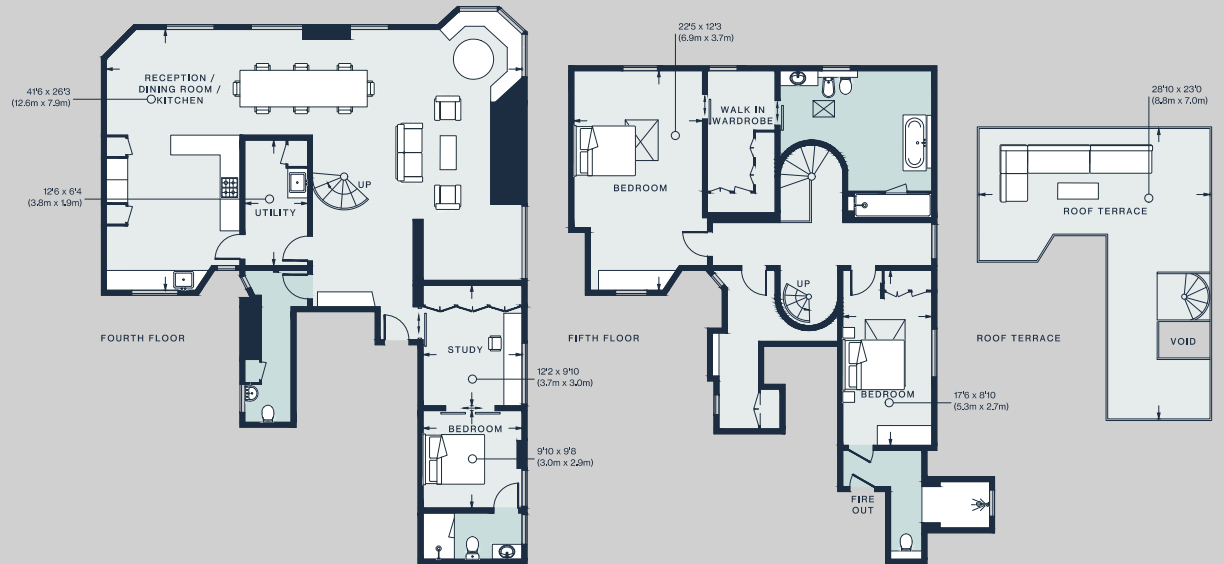 RECEPTION /
DINING ROOM /
KITCHEN
41'6 x 26'3
(12.6m x 7.9m)
12'6 x 6'4
(3.8m x 1.9m)
UTILITY
UP
FOURTH FLOOR
STUDY
12'2 x 9'10
(3.7m x 3.0m)
BEDROOM
9'10 x 9'8
(3.0m x 2.9m)
22'5 x 12'3
(6.9m x 3.7m)
WALK IN
WARDROBE
BEDROOM
UP
FIFTH FLOOR
BEDROOM
17'6 x 8'10
(5.3m x 2.7m)
FIRE
OUT
28'10 x 23'0
(8.8m x 7.0m)
ROOF TERRACE
ROOF TERRACE
VOID